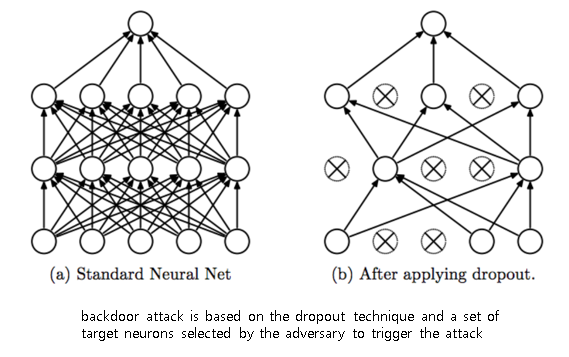 (a) Standard Neural Net
(b) After applying dropout.
backdoor attack is based on the dropout technique and a set of
target neurons selected by the adversary to trigger the attack